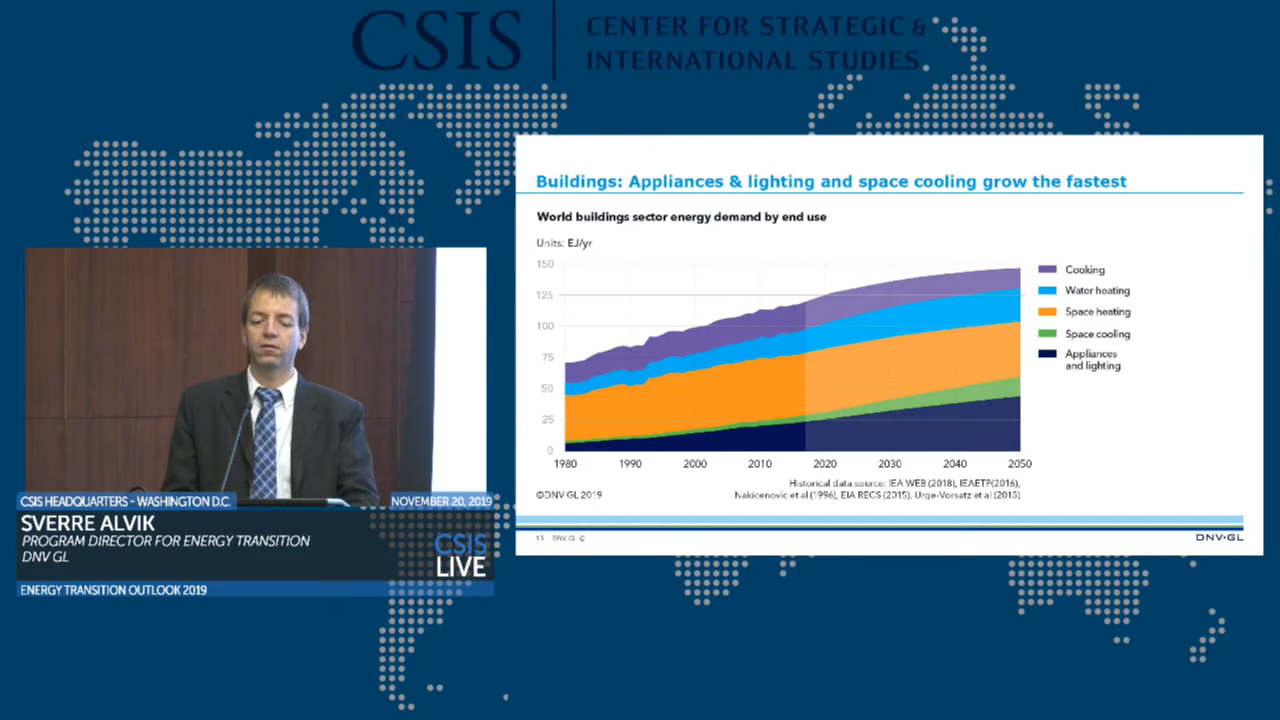 CSIS
CENTER FOR STRATEGIC &
INTERNATIONAL STUDIES
Buildings: Appliances & lighting and space cooling grow the fastest
World buildings sector energy demand by end use
Units: EJ/yr
150
125
100
75
50
25
0
1980 1990 2000 2010 2020 2030 2040 2050
Cooking
Water heating
Space heating
Space cooling
Appliances
and lighting
Historical data source: IEA WEB (2018), IEAETP(2016),
©DNV GL 2019
Nakicenovic et al (1996), EIA RECS (2015), Urge-Vorsatz et al (2015)
13 DNV GL ©
DNV·GL
CSIS HEADQUARTERS - WASHINGTON D.C.
NOVEMBER 20, 2019
SVERRE ALVIK
PROGRAM DIRECTOR FOR ENERGY TRANSITION
DNV GL
CSIS
LIVE
ENERGY TRANSITION OUTLOOK 2019